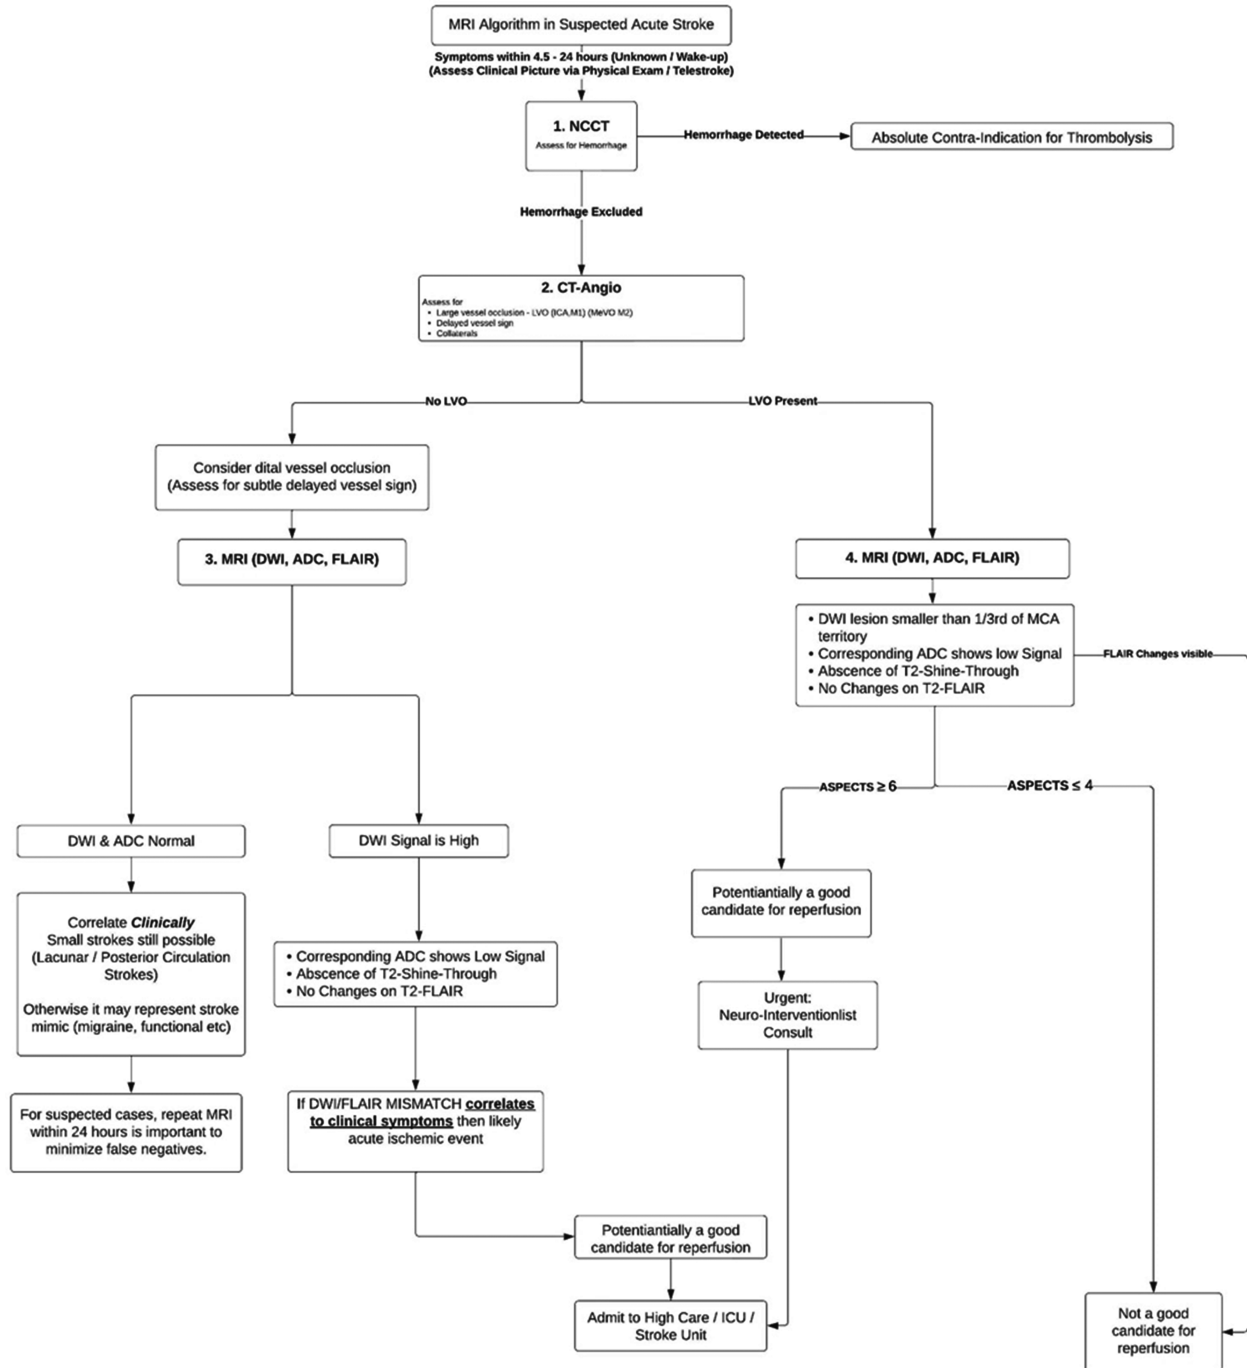 MRI Algorithm in Suspected Acute Stroke
Symptoms within 4.5 - 24 hours (Unknown / Wake-up)
(Assess Clinical Picture via Physical Exam / Telestroke)
1. NCCT
Assess for Hemorrhage
Hemorrhage Detected
Absolute Contra-Indication for Thrombolysis
Hemorrhage Excluded
2. CT-Angio
Assess for
• Large vessel occlusion - LVO (ICA,M1) (MeVO M2)
• Delayed vessel sign
• Collaterals
No LVO
LVO Present
Consider dital vessel occlusion
(Assess for subtle delayed vessel sign)
3. MRI (DWI, ADC, FLAIR)
4. MRI (DWI, ADC, FLAIR)
• DWI lesion smaller than 1/3rd of MCA
territory
• Corresponding ADC shows low Signal
• Abscence of T2-Shine-Through
• No Changes on T2-FLAIR
FLAIR Changes visible
ASPECTS ≥ 6
ASPECTS ≤ 4
DWI & ADC Normal
DWI Signal is High
Potentiantially a good
candidate for reperfusion
Correlate Clinically
Small strokes still possible
(Lacunar / Posterior Circulation
Strokes)
Otherwise it may represent stroke
mimic (migraine, functional etc)
• Corresponding ADC shows Low Signal
• Abscence of T2-Shine-Through
• No Changes on T2-FLAIR
Urgent:
Neuro-Interventionlist
Consult
For suspected cases, repeat MRI
within 24 hours is important to
minimize false negatives.
If DWI/FLAIR MISMATCH correlates
to clinical symptoms then likely
acute ischemic event
Potentiantially a good
candidate for reperfusion
Admit to High Care / ICU /
Stroke Unit
Not a good
candidate for
reperfusion